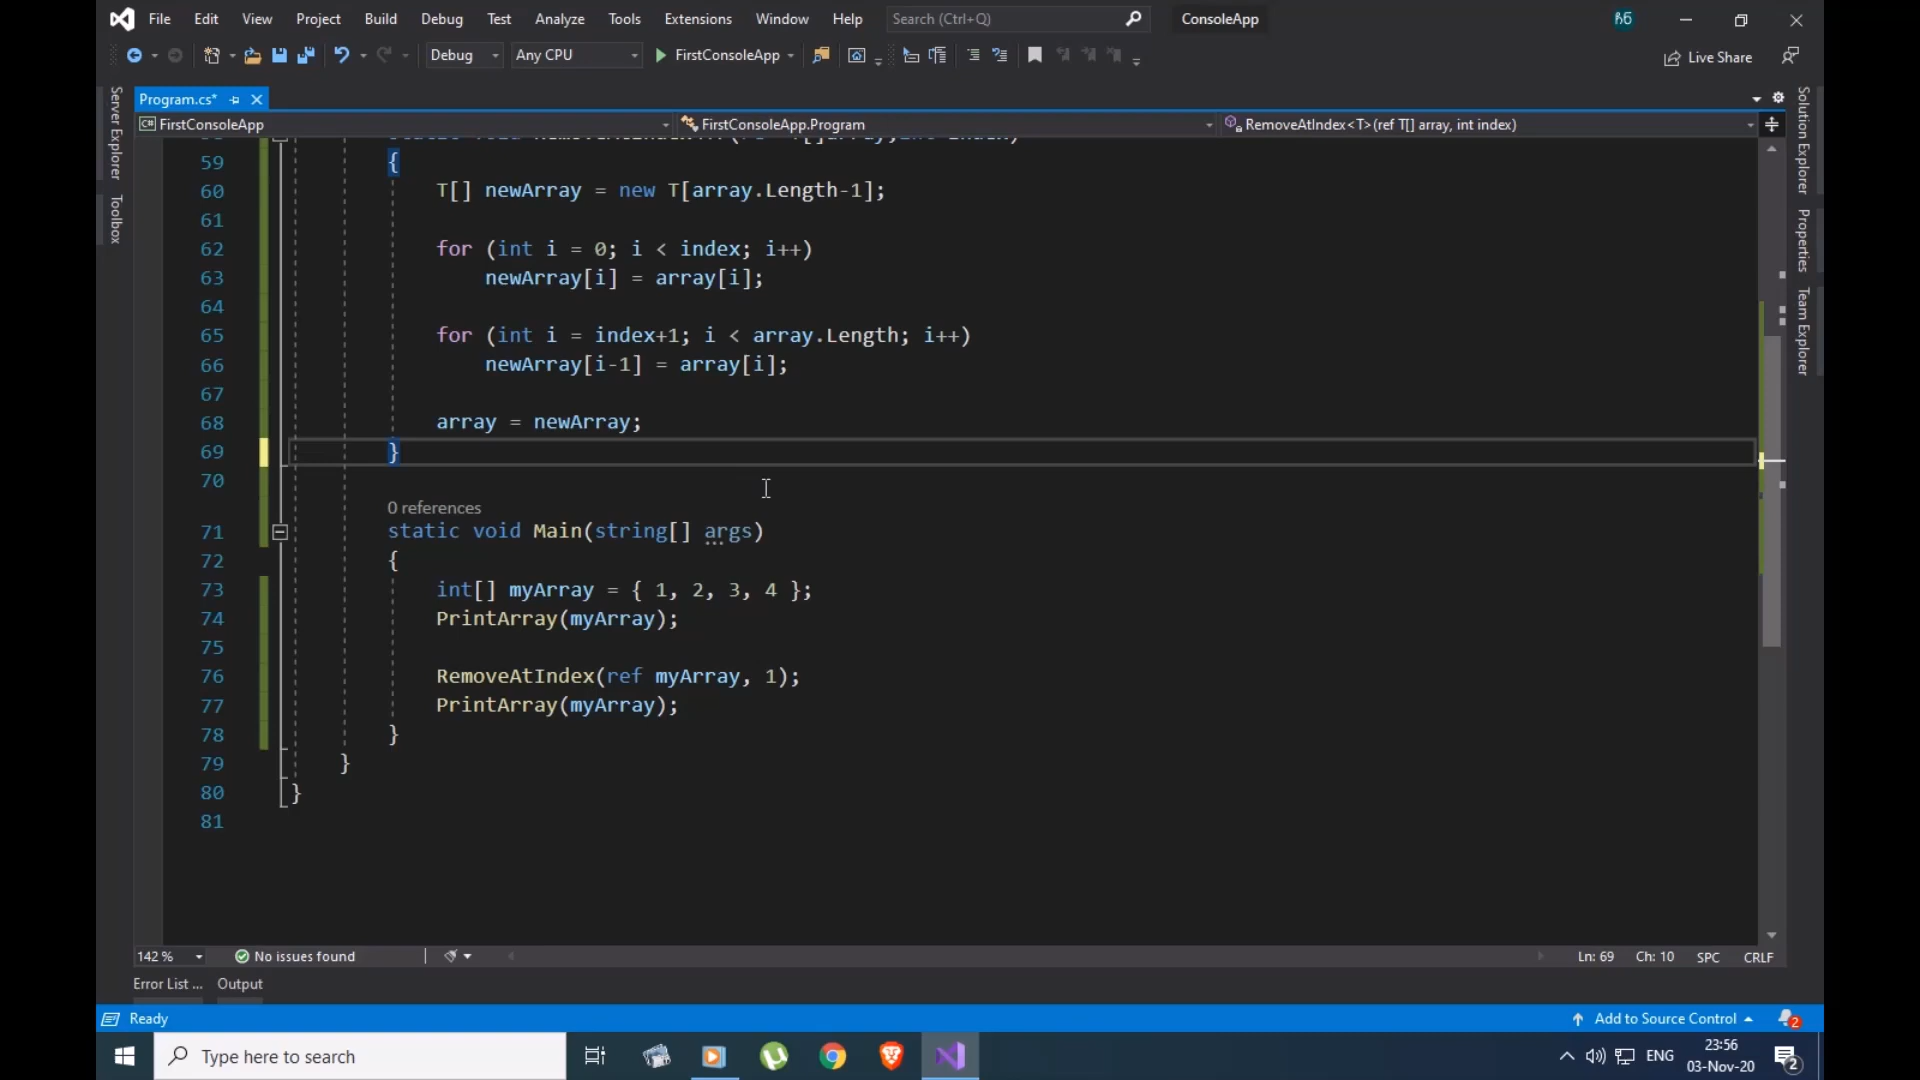 File Edit View Project Build Debug Test Analyze Tools Extensions Window Help Search (Ctrl+Q) ConsoleApp
Debug Any CPU FirstConsoleApp Live Share
Server Explorer
Toolbox
Program.cs*
FirstConsoleApp FirstConsoleApp.Program RemoveAtIndex<T>(ref T[] array, int index)
59 {
60 T[] newArray = new T[array.Length-1];
61
62 for (int i = 0; i < index; i++)
63 newArray[i] = array[i];
64
65 for (int i = index+1; i < array.Length; i++)
66 newArray[i-1] = array[i];
67
68 array = newArray;
69 }
70
0 references
71 static void Main(string[] args)
72 {
73 int[] myArray = { 1, 2, 3, 4 };
74 PrintArray(myArray);
75
76 RemoveAtIndex(ref myArray, 1);
77 PrintArray(myArray);
78 }
79 }
80 }
81
Solution Explorer
Properties
Team Explorer
142 % No issues found Ln: 69 Ch: 10 SPC CRLF
Error List ... Output
Ready Add to Source Control 2
Type here to search ENG 23:56
03-Nov-20 2